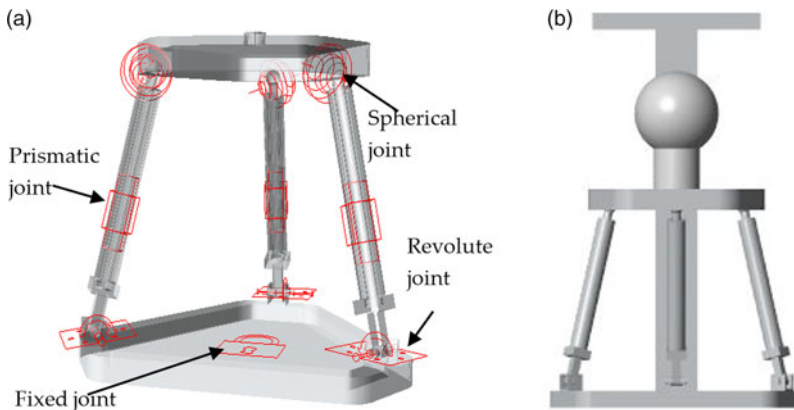 (a)
(b)
Spherical
joint
Prismatic
joint
Revolute
joint
Fixed joint